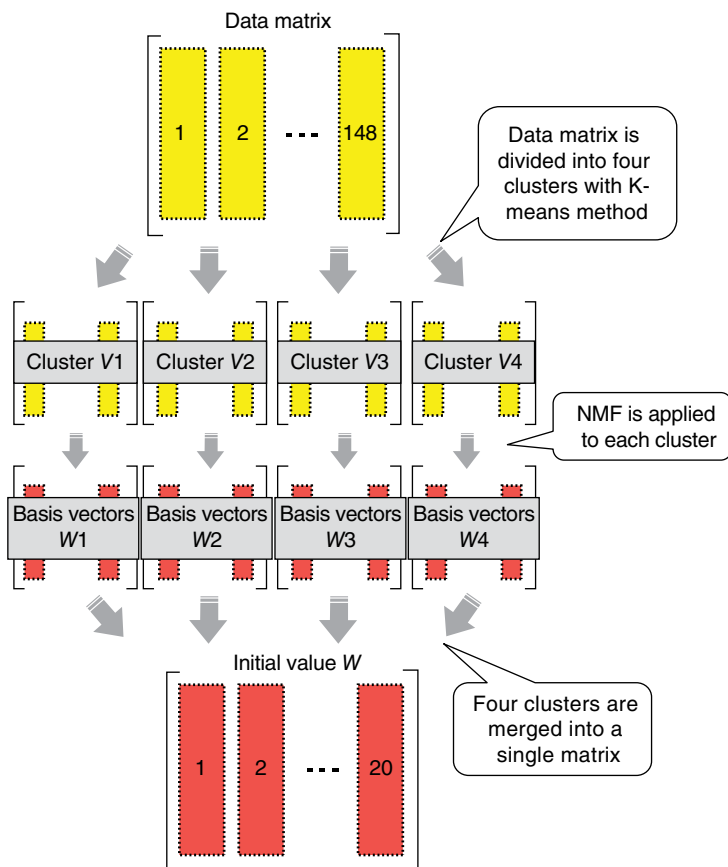 Data matrix
1
2
148
Data matrix is
divided into four
clusters with K-
means method
Cluster V1
Cluster V2
Cluster V3
Cluster V4
NMF is applied
to each cluster
Basis vectors
W1
Basis vectors
W2
Basis vectors
W3
Basis vectors
W4
Initial value W
1
2
20
Four clusters are
merged into a
single matrix